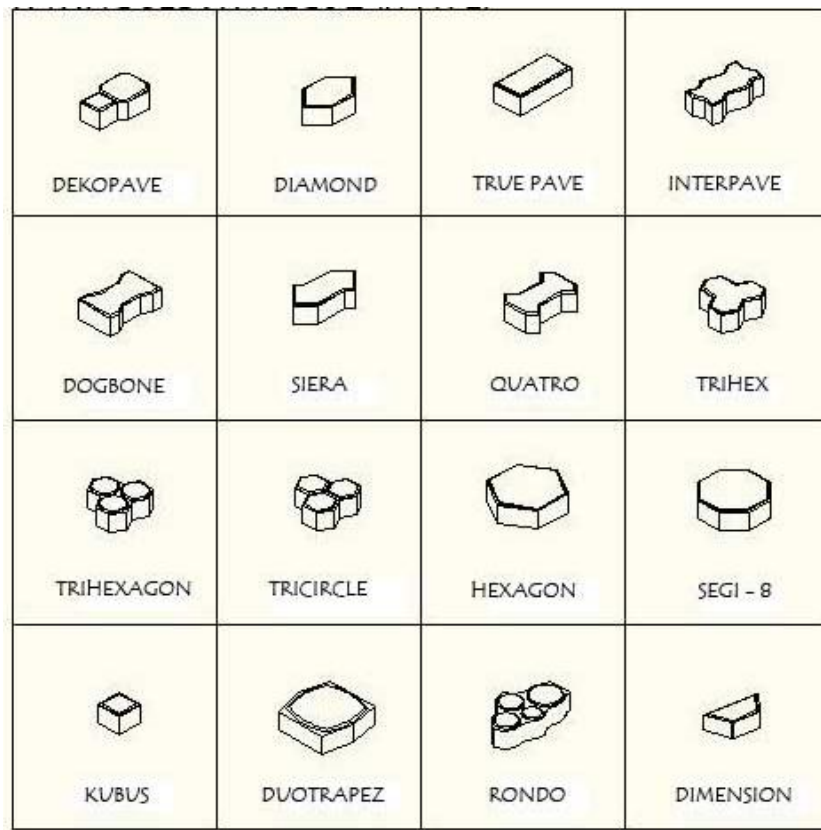 DEKOPAVE DIAMOND TRUE PAVE INTERPAVE
DOGBONE SIERA QUATRO TRIHEX
TRIHEXAGON TRICIRCLE HEXAGON SEGI - 8
KUBUS DUOTRAPEZ RONDO DIMENSION